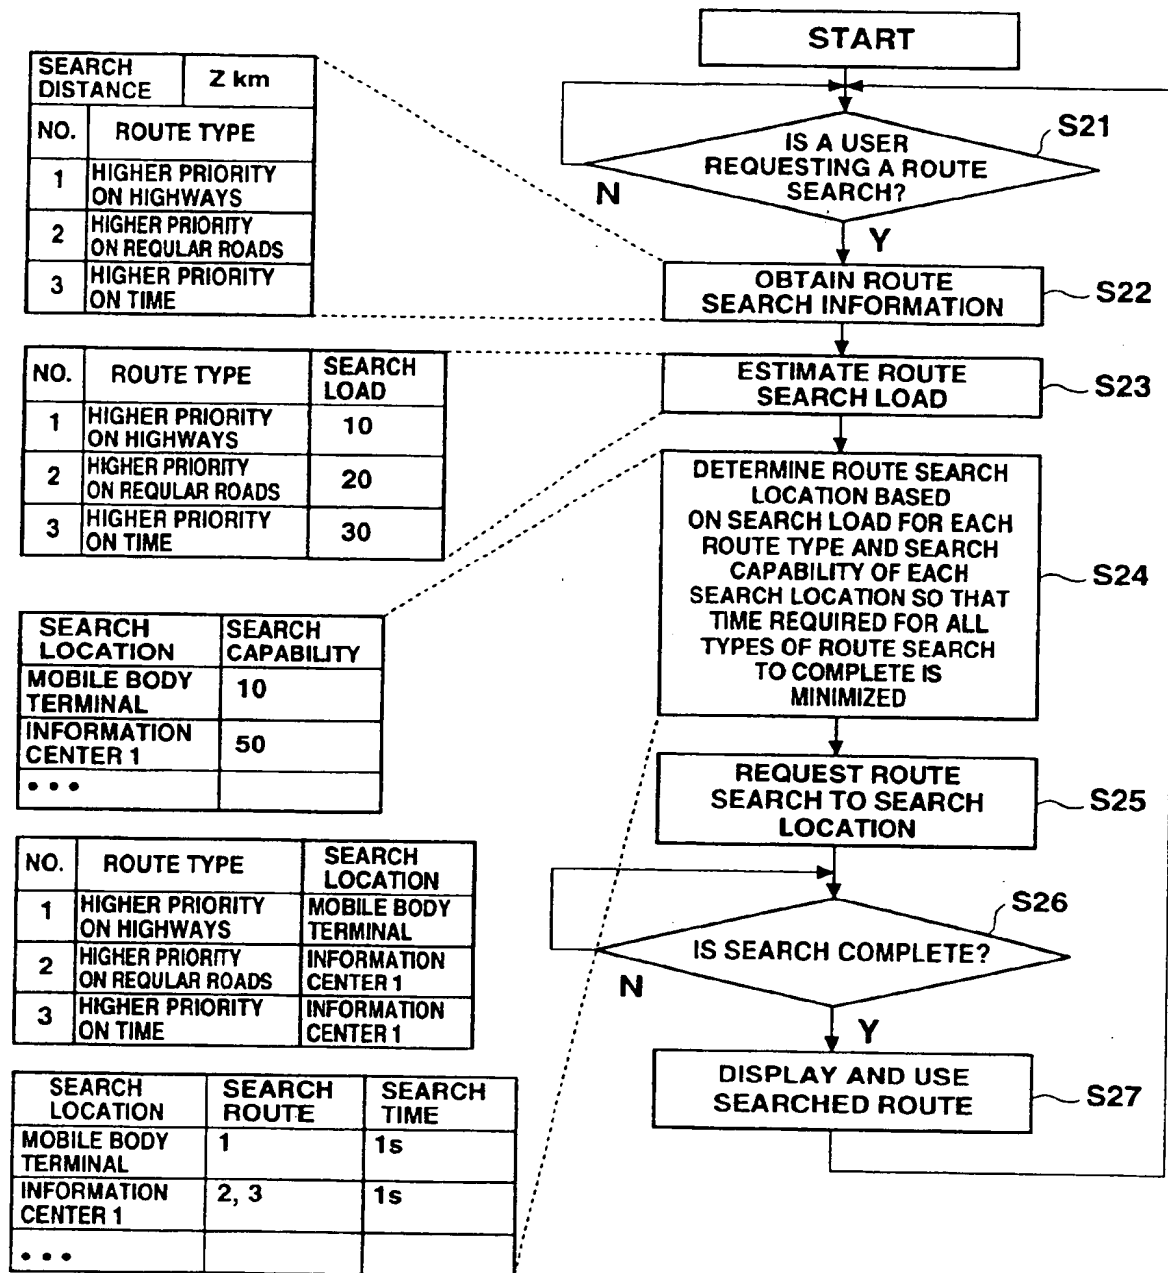 START
IS A USER
REQUESTING A ROUTE
SEARCH?
S21
N
Y
OBTAIN ROUTE
SEARCH INFORMATION
S22
ESTIMATE ROUTE
SEARCH LOAD
S23
DETERMINE ROUTE SEARCH
LOCATION BASED
ON SEARCH LOAD FOR EACH
ROUTE TYPE AND SEARCH
CAPABILITY OF EACH
SEARCH LOCATION SO THAT
TIME REQUIRED FOR ALL
TYPES OF ROUTE SEARCH
TO COMPLETE IS
MINIMIZED
S24
REQUEST ROUTE
SEARCH TO SEARCH
LOCATION
S25
IS SEARCH COMPLETE?
S26
N
Y
DISPLAY AND USE
SEARCHED ROUTE
S27
SEARCH
DISTANCE
Z km
NO.
ROUTE TYPE
1
HIGHER PRIORITY
ON HIGHWAYS
2
HIGHER PRIORITY
ON REQULAR ROADS
3
HIGHER PRIORITY
ON TIME
NO.
ROUTE TYPE
SEARCH
LOAD
1
HIGHER PRIORITY
ON HIGHWAYS
10
2
HIGHER PRIORITY
ON REQULAR ROADS
20
3
HIGHER PRIORITY
ON TIME
30
SEARCH
LOCATION
SEARCH
CAPABILITY
MOBILE BODY
TERMINAL
10
INFORMATION
CENTER 1
50
• • •
NO.
ROUTE TYPE
SEARCH
LOCATION
1
HIGHER PRIORITY
ON HIGHWAYS
MOBILE BODY
TERMINAL
2
HIGHER PRIORITY
ON REQULAR ROADS
INFORMATION
CENTER 1
3
HIGHER PRIORITY
ON TIME
INFORMATION
CENTER 1
SEARCH
LOCATION
SEARCH
ROUTE
SEARCH
TIME
MOBILE BODY
TERMINAL
1
1s
INFORMATION
CENTER 1
2, 3
1s
• • •